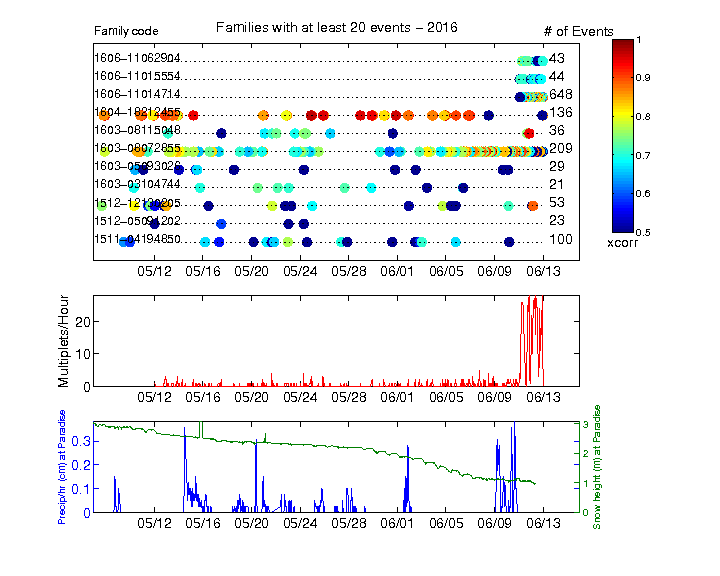 Families with at least 20 events − 2016
Family code
# of Events
1606−11062904 43
1606−11015554 44
1606−11014714 648
1604−18212455 136
1603−08115048 36
1603−08072855 209
29
1603−03104744 21
53
23
1511−04194850 100
05/12 05/16 05/20 05/24 05/28 06/01 06/05 06/09 06/13
1
0.9
0.8
0.7
0.6
0.5
xcorr
Multiplets/Hour
20
10
0
05/12 05/16 05/20 05/24 05/28 06/01 06/05 06/09 06/13
Precip/hr (cm) at Paradise
0.3
0.2
0.1
0
Snow height (m) at Paradise
3
2
1
0
05/12 05/16 05/20 05/24 05/28 06/01 06/05 06/09 06/13